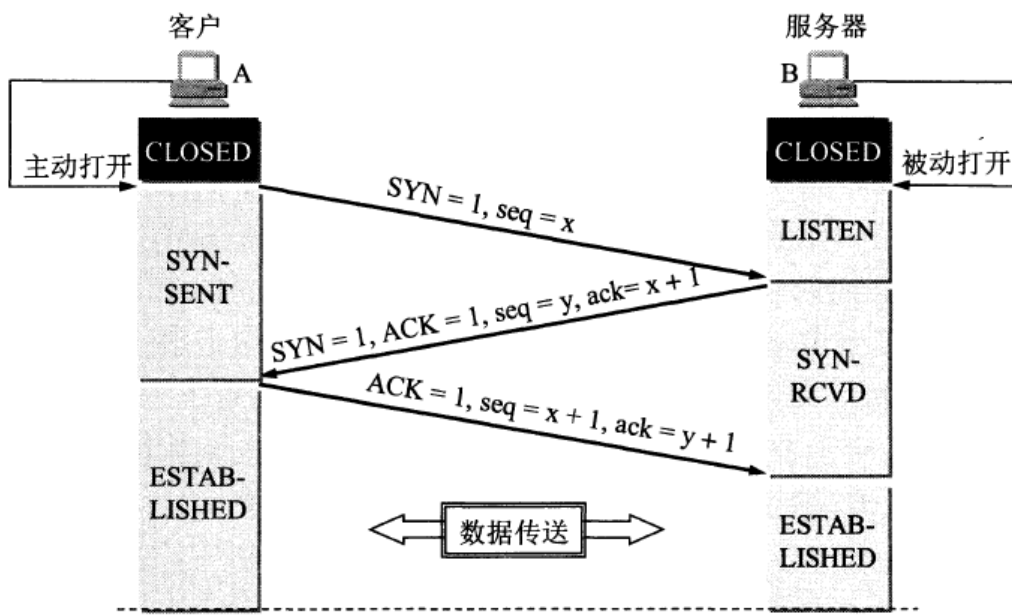 客户
服务器
A
B
CLOSED
CLOSED
主动打开
被动打开
SYN = 1, seq = x
LISTEN
SYN-
SENT
SYN = 1, ACK = 1, seq = y, ack= x + 1
SYN-
RCVD
ACK = 1, seq = x + 1, ack = y + 1
ESTAB-
LISHED
数据传送
ESTAB-
LISHED